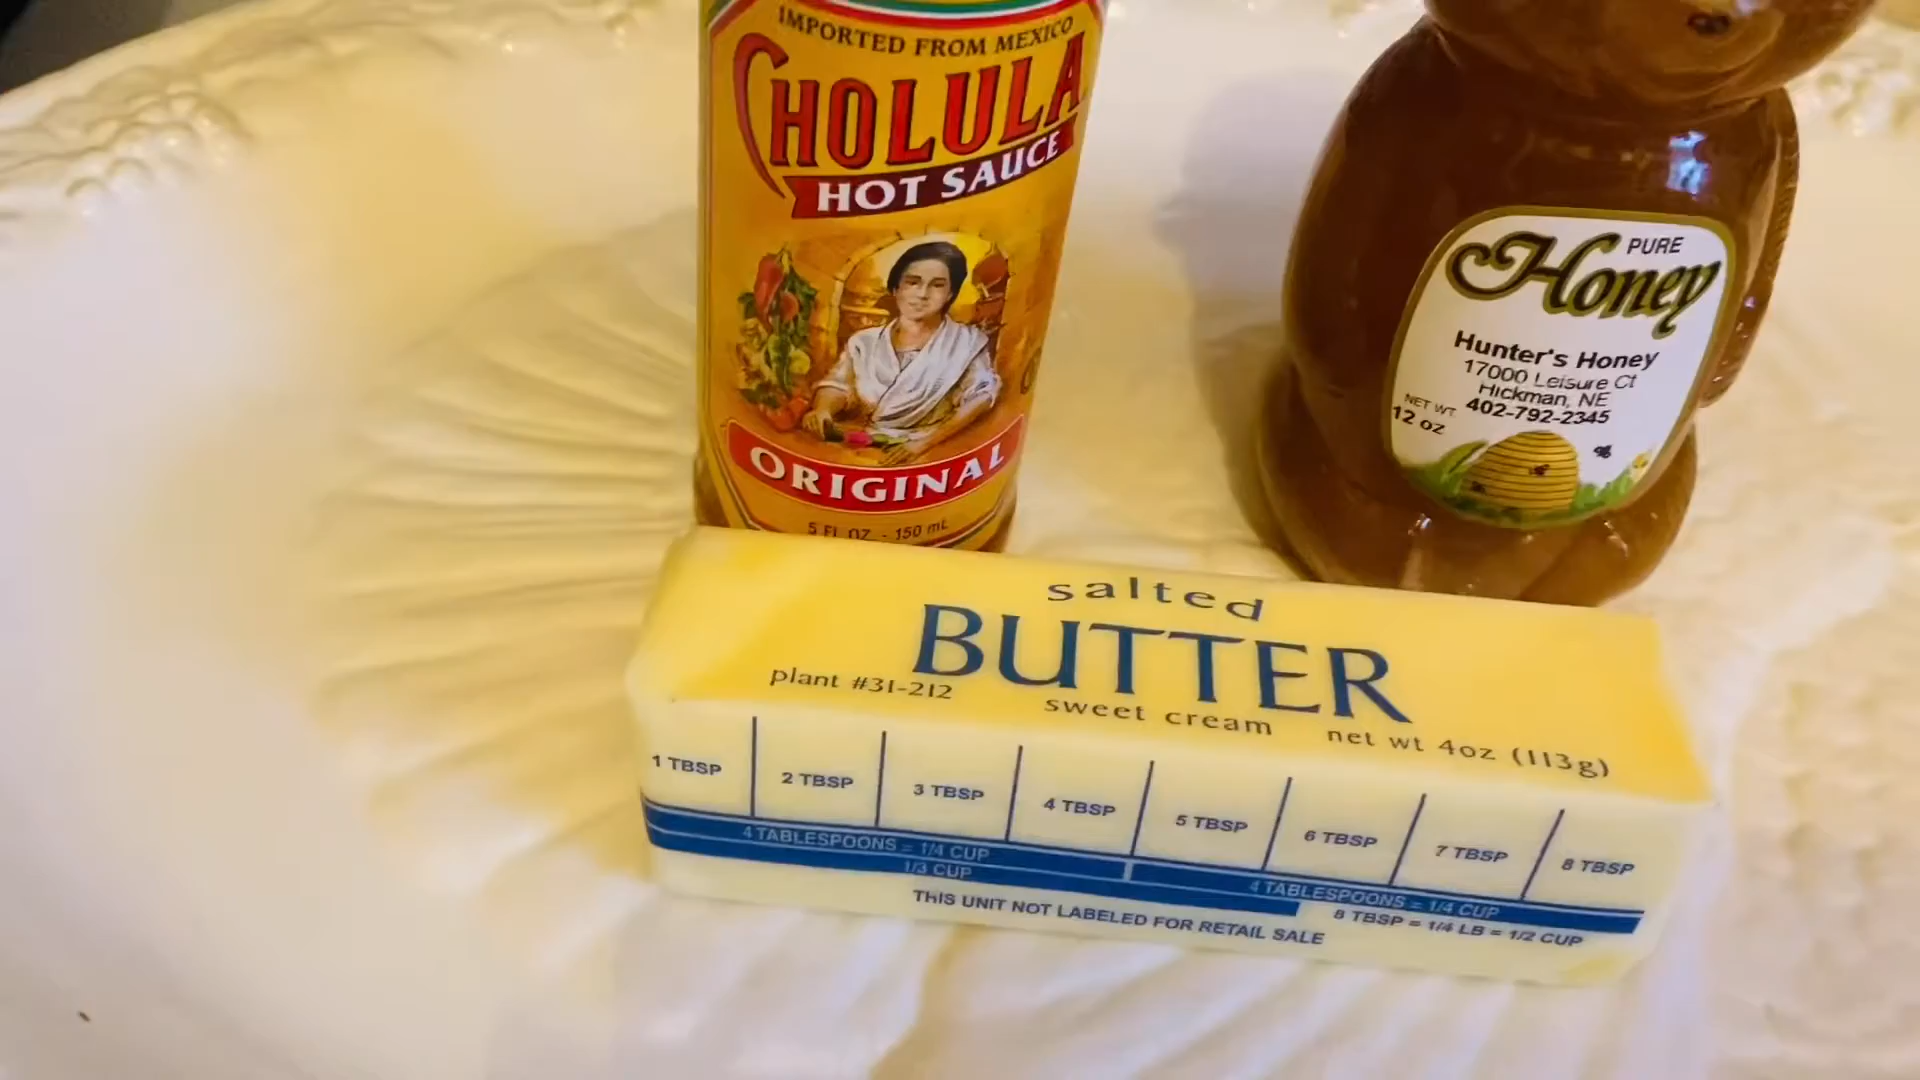 IMPORTED FROM MEXICO
CHOLULA
HOT SAUCE
ORIGINAL
5 FL OZ - 150 mL
PURE
Honey
Hunter's Honey
17000 Leisure Ct
Hickman, NE
402-792-2345
NET WT
12 oz
salted
BUTTER
plant #31-212
sweet cream
net wt 4oz (113g)
1 TBSP
2 TBSP
3 TBSP
4 TBSP
5 TBSP
6 TBSP
7 TBSP
8 TBSP
4 TABLESPOONS = 1/4 CUP
4 TABLESPOONS = 1/4 CUP
1/3 CUP
8 TBSP = 1/4 LB = 1/2 CUP
THIS UNIT NOT LABELED FOR RETAIL SALE